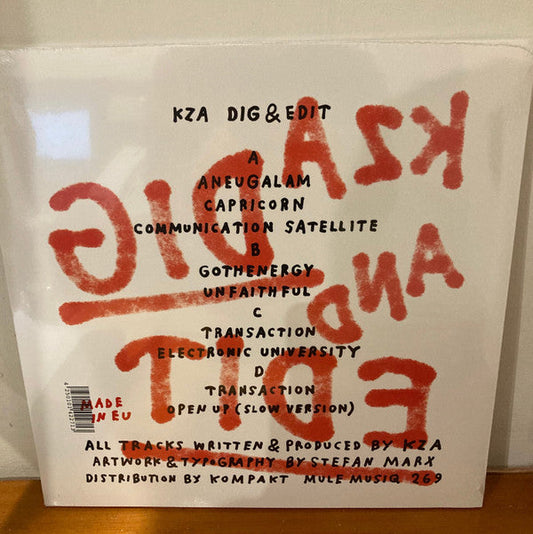 KZA DIG & EDIT
A
ANEUGALAM
CAPRICORN
COMMUNICATION SATELLITE
B
GOTHENERGY
UNFAITHFUL
C
TRANSACTION
ELECTRONIC UNIVERSITY
D
TRANSACTION
OPEN UP (SLOW VERSION)
MADE
IN EU
ALL TRACKS WRITTEN & PRODUCED BY KZA
ARTWORK & TYPOGRAPHY BY STEFAN MARX
DISTRIBUTION BY KOMPAKT MULE MUSIQ 269
KZA
DIG
AND
EDIT